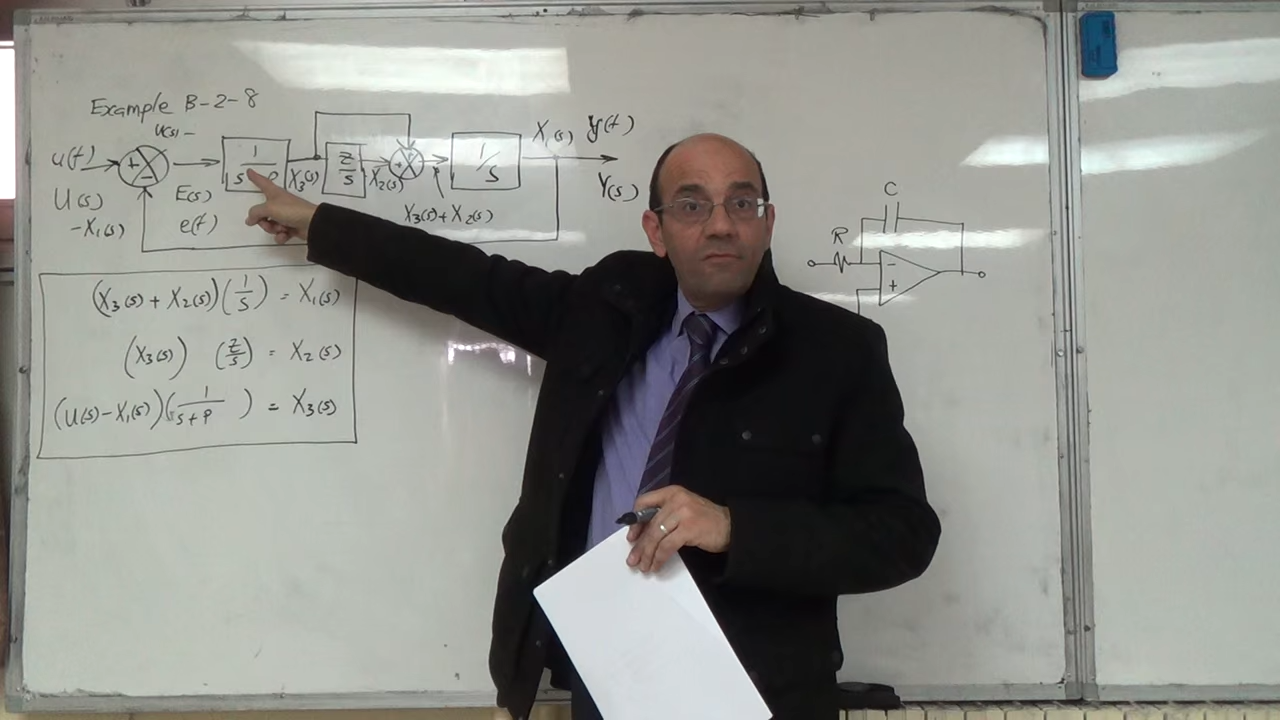 Example B-2-8
U(s) -
u(t)
U(s)
- X₁(s)
+
-
E(s)
e(t)
1
s
X₃(s)
z/s
X₂(s)
+
X₃(s) + X₂(s)
1/s
X₁(s) y(t)
Y(s)
(X₃(s) + X₂(s)) (1/s) = X₁(s)
(X₃(s)) (z/s) = X₂(s)
(U(s) - X₁(s)) (1/(s+P)) = X₃(s)
C
R
-
+